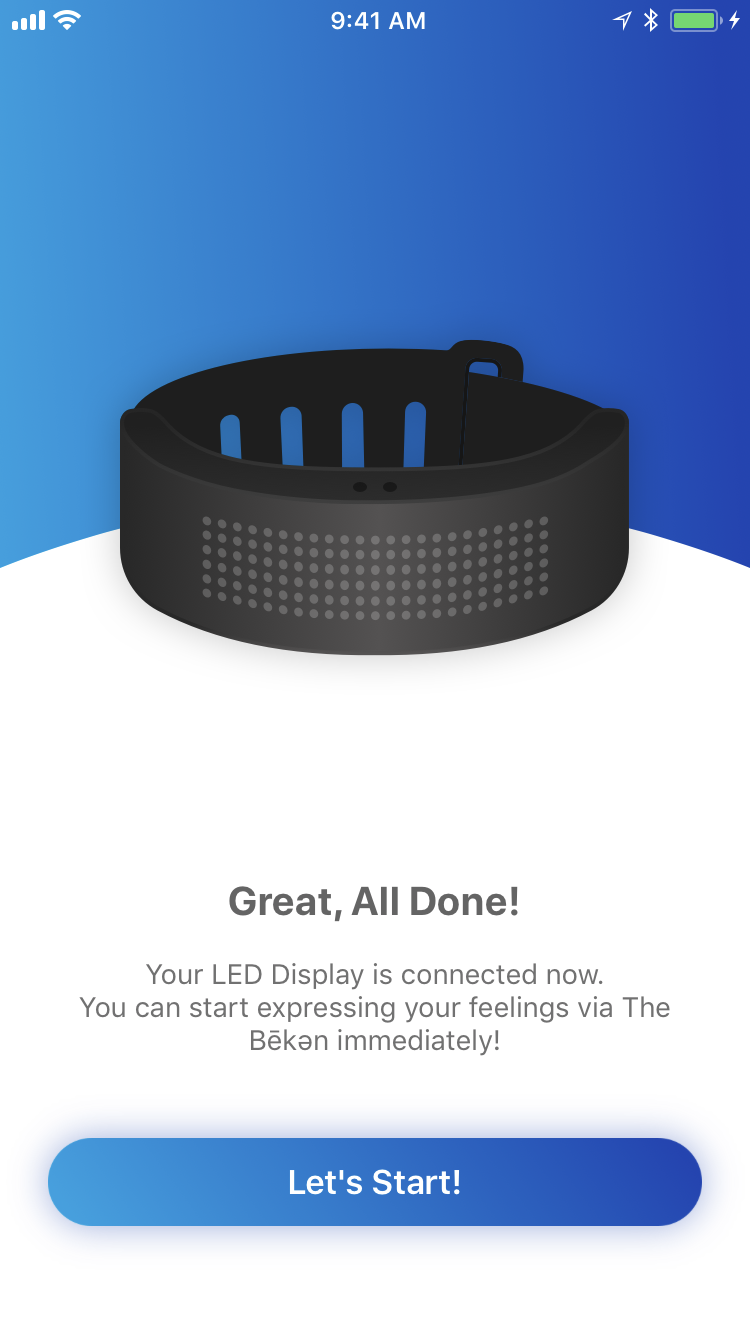 9:41 AM
Great, All Done!
Your LED Display is connected now.
You can start expressing your feelings via The
Bēkən immediately!
Let's Start!